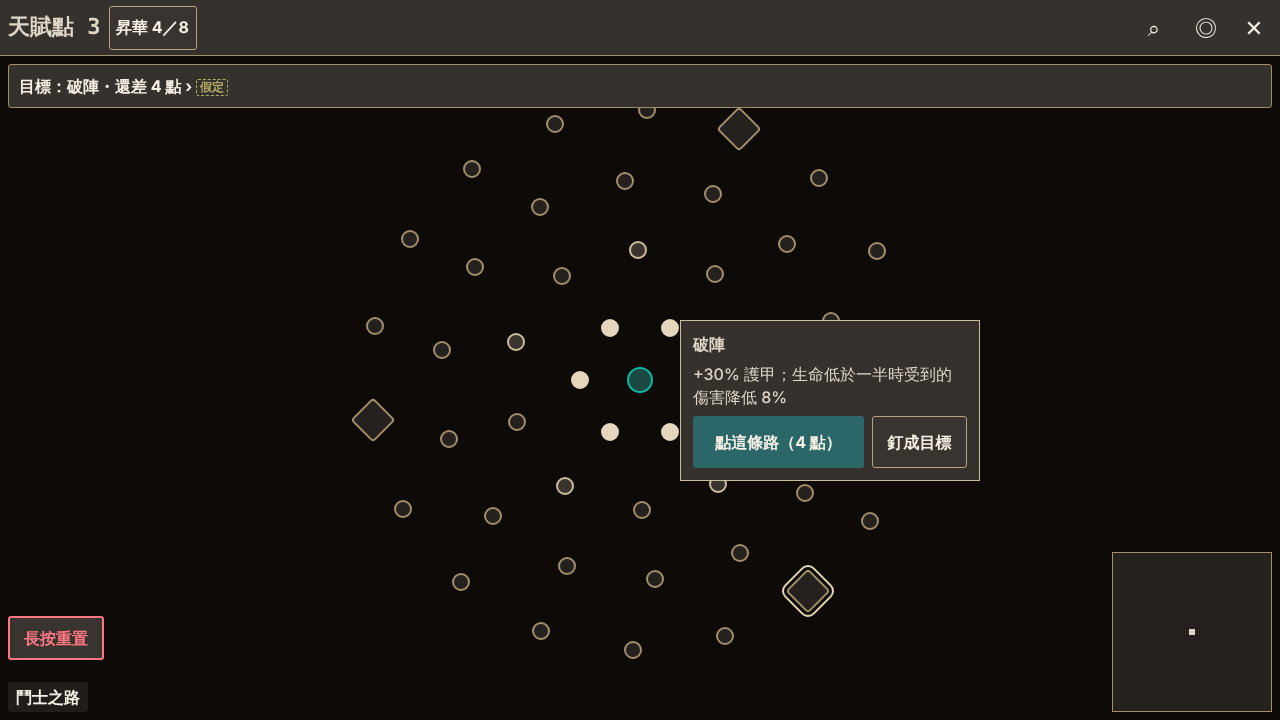 天賦點 3
昇華 4／8
目標：破陣・還差 4 點 › 假定
破陣
+30% 護甲；生命低於一半時受到的
傷害降低 8%
點這條路（4 點）
釘成目標
長按重置
鬥士之路